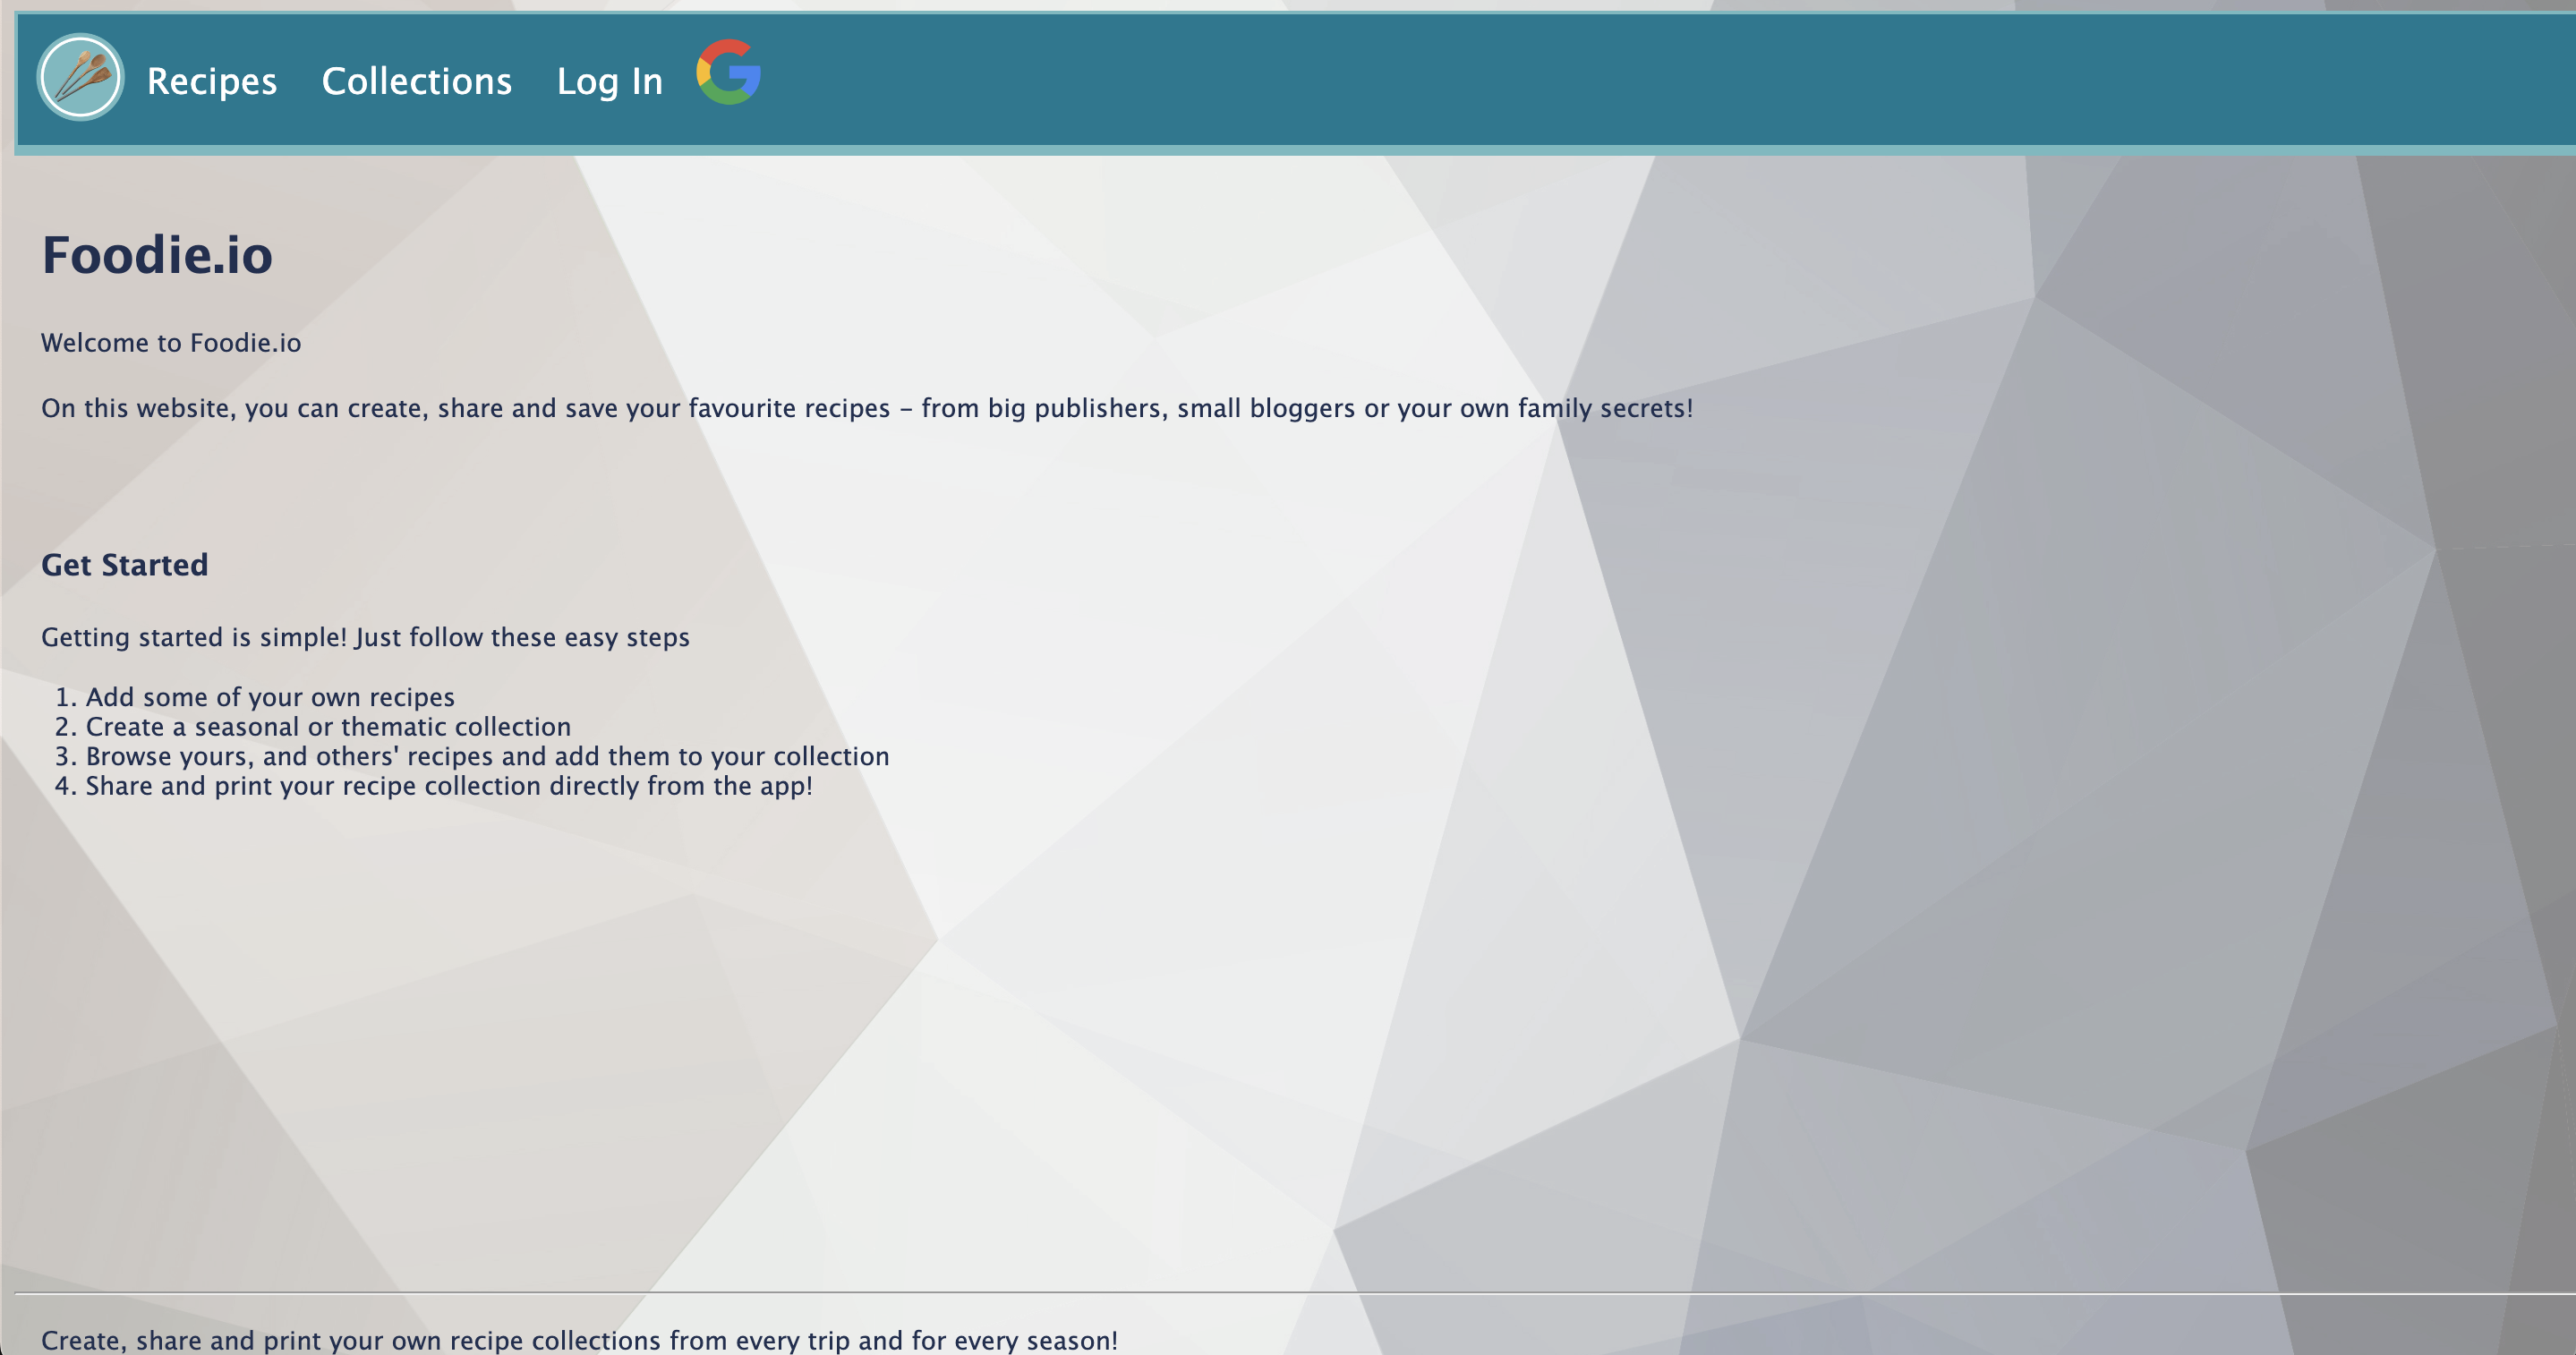 Recipes Collections Log In
Foodie.io
Welcome to Foodie.io
On this website, you can create, share and save your favourite recipes – from big publishers, small bloggers or your own family secrets!
Get Started
Getting started is simple! Just follow these easy steps
1. Add some of your own recipes
2. Create a seasonal or thematic collection
3. Browse yours, and others' recipes and add them to your collection
4. Share and print your recipe collection directly from the app!
Create, share and print your own recipe collections from every trip and for every season!